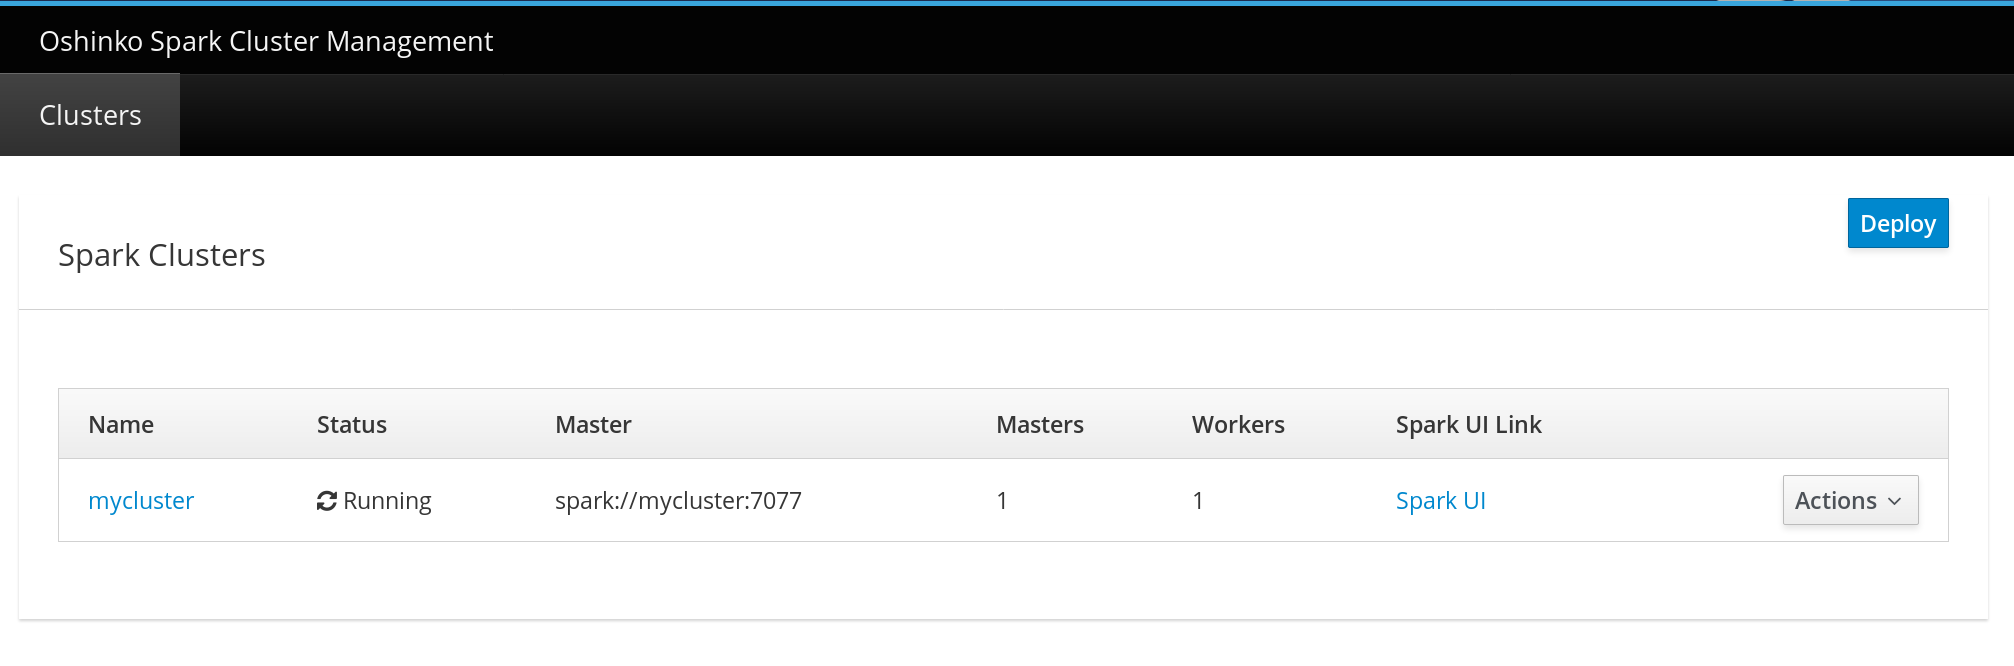 Oshinko Spark Cluster Management
Clusters
Deploy
Spark Clusters
Name Status Master Masters Workers Spark UI Link
mycluster Running spark://mycluster:7077 1 1 Spark UI Actions